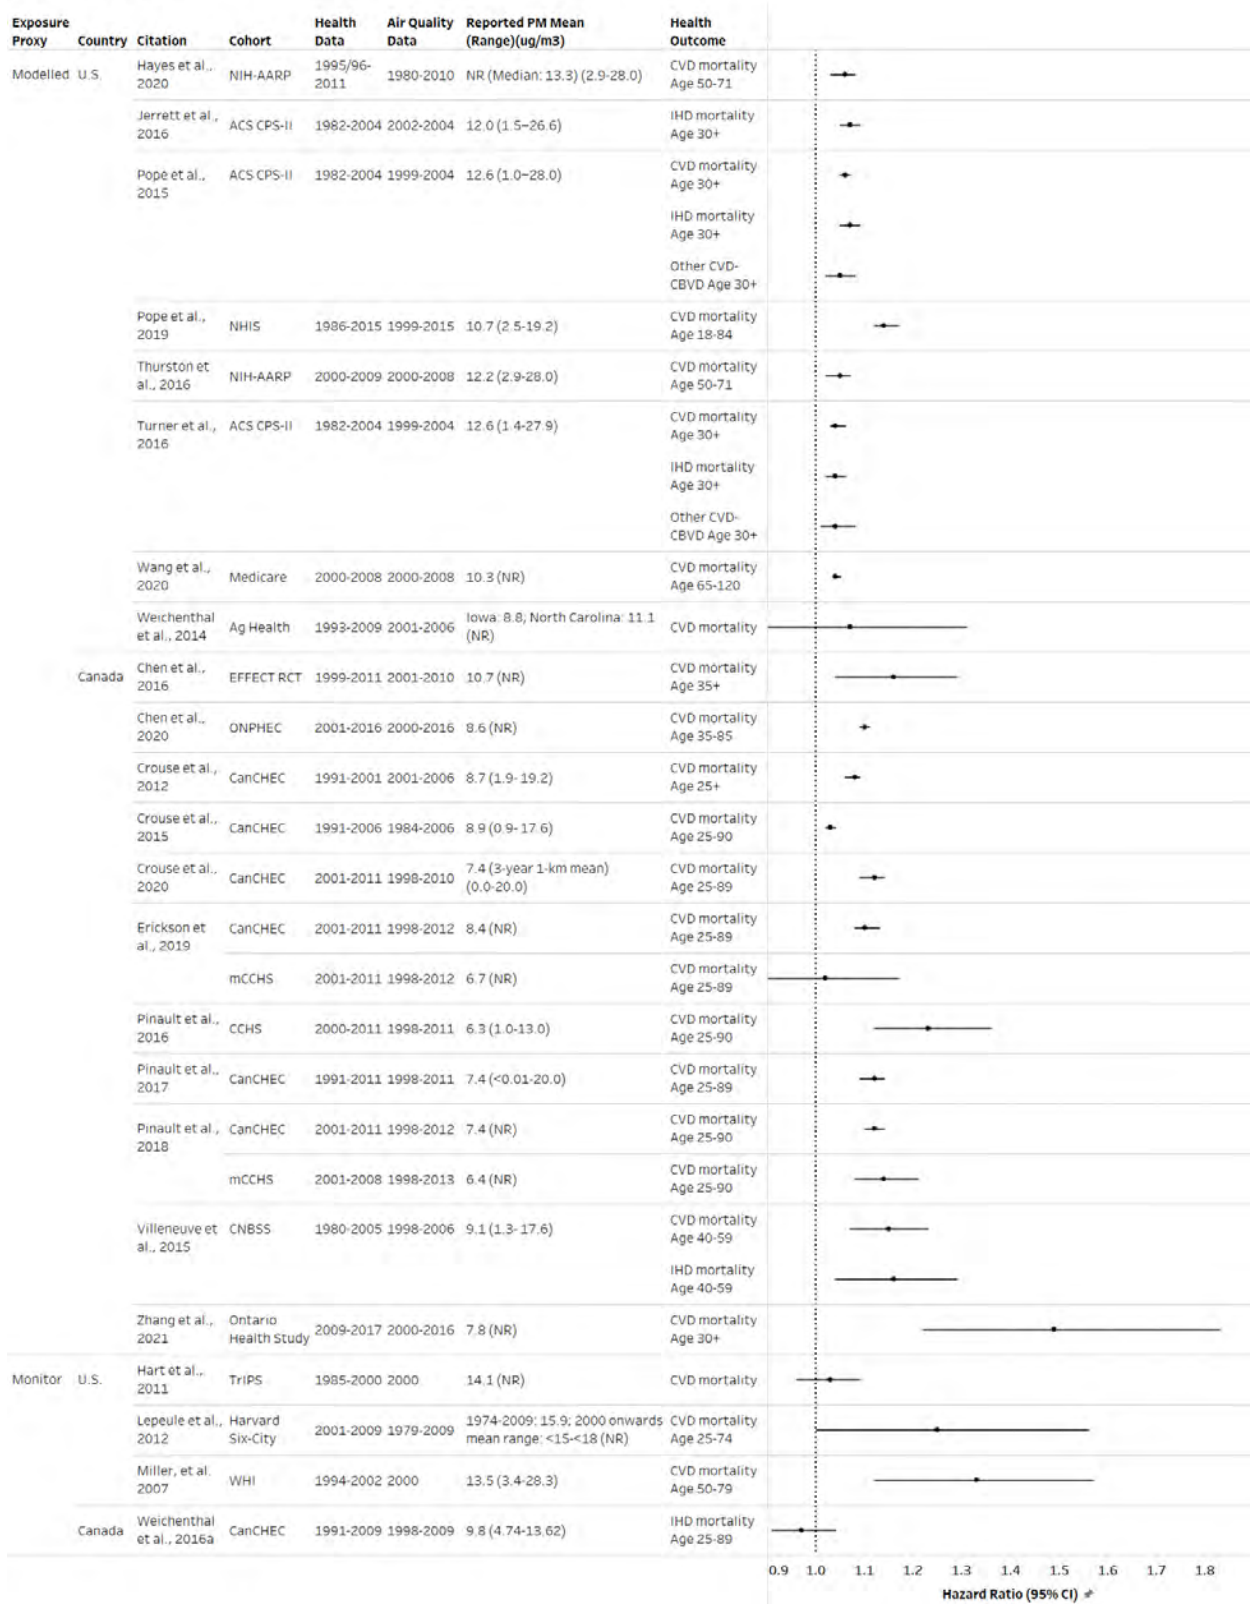 Exposure Proxy Country Citation Cohort Health Data Air Quality Data Reported PM Mean (Range)(ug/m3) Health Outcome
Modelled U.S. Hayes et al., 2020 NIH-AARP 1995/96-2011 1980-2010 NR (Median: 13.3) (2.9-28.0) CVD mortality Age 50-71
Jerrett et al., 2016 ACS CPS-II 1982-2004 2002-2004 12.0 (1.5–26.6) IHD mortality Age 30+
Pope et al., 2015 ACS CPS-II 1982-2004 1999-2004 12.6 (1.0–28.0) CVD mortality Age 30+
IHD mortality Age 30+
Other CVD-CBVD Age 30+
Pope et al., 2019 NHIS 1986-2015 1999-2015 10.7 (2.5-19.2) CVD mortality Age 18-84
Thurston et al., 2016 NIH-AARP 2000-2009 2000-2008 12.2 (2.9-28.0) CVD mortality Age 50-71
Turner et al., 2016 ACS CPS-II 1982-2004 1999-2004 12.6 (1.4-27.9) CVD mortality Age 30+
IHD mortality Age 30+
Other CVD-CBVD Age 30+
Wang et al., 2020 Medicare 2000-2008 2000-2008 10.3 (NR) CVD mortality Age 65-120
Weichenthal et al., 2014 Ag Health 1993-2009 2001-2006 Iowa: 8.8; North Carolina: 11.1 (NR) CVD mortality
Canada Chen et al., 2016 EFFECT RCT 1999-2011 2001-2010 10.7 (NR) CVD mortality Age 35+
Chen et al., 2020 ONPHEC 2001-2016 2000-2016 8.6 (NR) CVD mortality Age 35-85
Crouse et al., 2012 CanCHEC 1991-2001 2001-2006 8.7 (1.9- 19.2) CVD mortality Age 25+
Crouse et al., 2015 CanCHEC 1991-2006 1984-2006 8.9 (0.9- 17.6) CVD mortality Age 25-90
Crouse et al., 2020 CanCHEC 2001-2011 1998-2010 7.4 (3-year 1-km mean) (0.0-20.0) CVD mortality Age 25-89
Erickson et al., 2019 CanCHEC 2001-2011 1998-2012 8.4 (NR) CVD mortality Age 25-89
mCCHS 2001-2011 1998-2012 6.7 (NR) CVD mortality Age 25-89
Pinault et al., 2016 CCHS 2000-2011 1998-2011 6.3 (1.0-13.0) CVD mortality Age 25-90
Pinault et al., 2017 CanCHEC 1991-2011 1998-2011 7.4 (<0.01-20.0) CVD mortality Age 25-89
Pinault et al., 2018 CanCHEC 2001-2011 1998-2012 7.4 (NR) CVD mortality Age 25-90
mCCHS 2001-2008 1998-2013 6.4 (NR) CVD mortality Age 25-90
Villeneuve et al., 2015 CNBSS 1980-2005 1998-2006 9.1 (1.3- 17.6) CVD mortality Age 40-59
IHD mortality Age 40-59
Zhang et al., 2021 Ontario Health Study 2009-2017 2000-2016 7.8 (NR) CVD mortality Age 30+
Monitor U.S. Hart et al., 2011 TrIPS 1985-2000 2000 14.1 (NR) CVD mortality
Lepeule et al., 2012 Harvard Six-City 2001-2009 1979-2009 1974-2009: 15.9; 2000 onwards mean range: <15-<18 (NR) CVD mortality Age 25-74
Miller, et al. 2007 WHI 1994-2002 2000 13.5 (3.4-28.3) CVD mortality Age 50-79
Canada Weichenthal et al., 2016a CanCHEC 1991-2009 1998-2009 9.8 (4.74-13.62) IHD mortality Age 25-89
0.9 1.0 1.1 1.2 1.3 1.4 1.5 1.6 1.7 1.8
Hazard Ratio (95% CI)